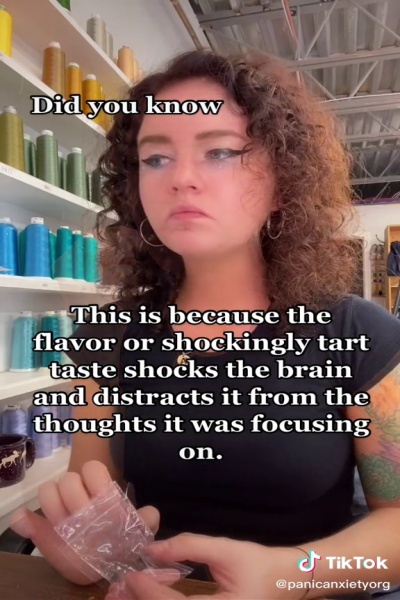 Did you know
This is because the
flavor or shockingly tart
taste shocks the brain
and distracts it from the
thoughts it was focusing
on.
TikTok
@panicanxietyorg